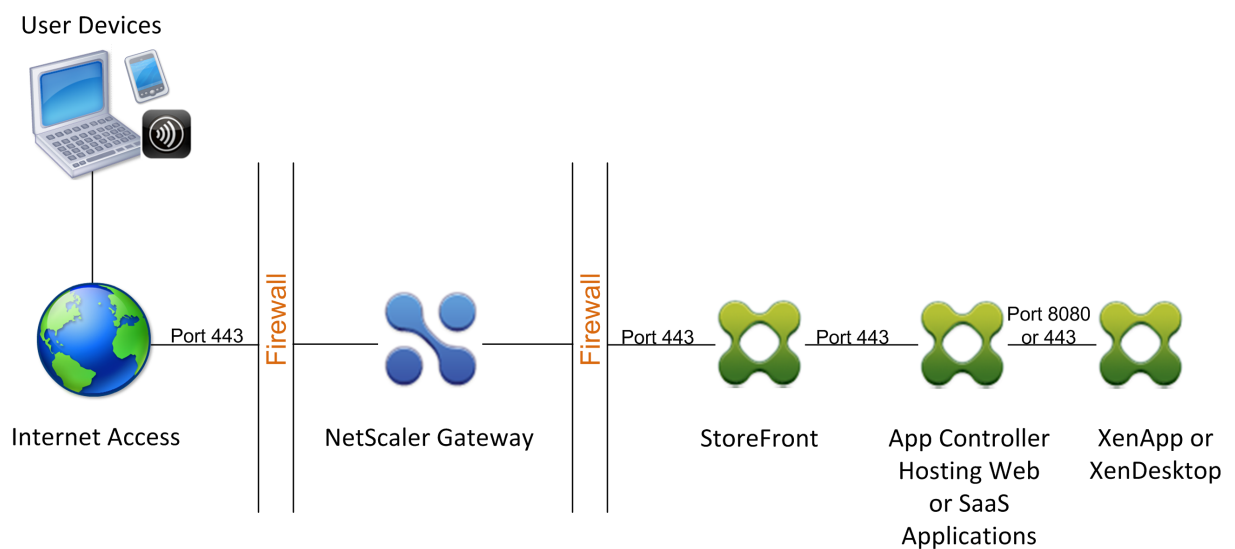 User Devices
Port 443
Firewall
Firewall
Port 443
Port 443
Port 8080
or 443
Internet Access
NetScaler Gateway
StoreFront
App Controller
Hosting Web
or SaaS
Applications
XenApp or
XenDesktop